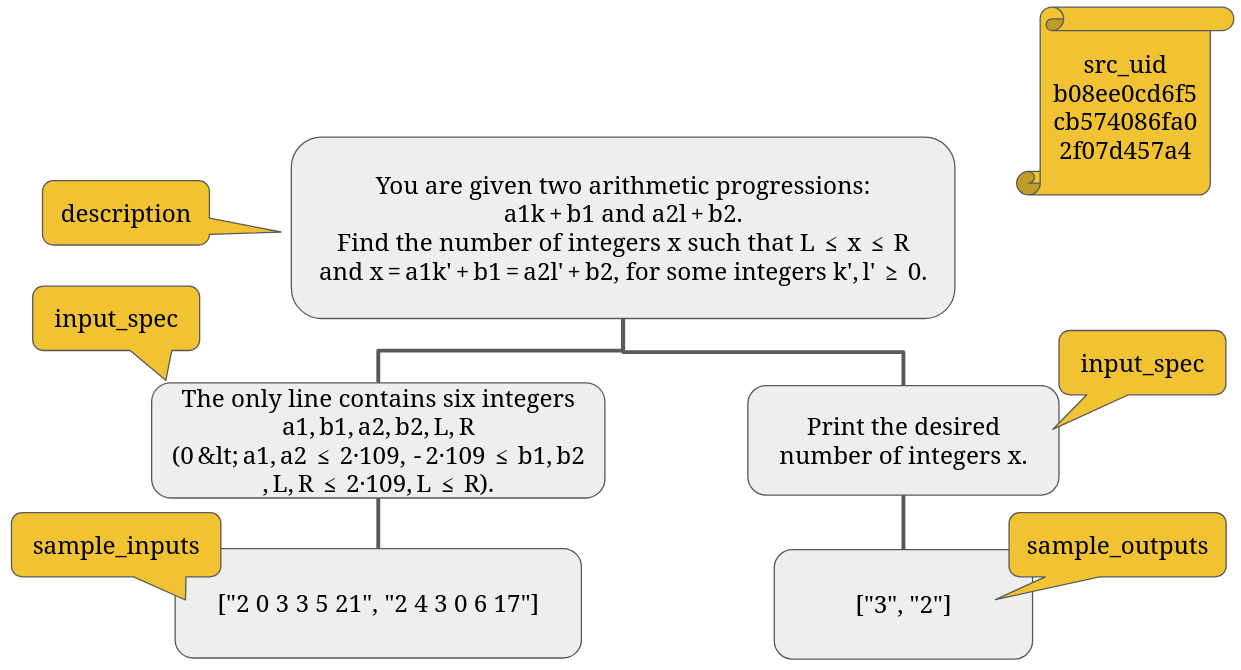 src_uid
b08ee0cd6f5
cb574086fa0
2f07d457a4
You are given two arithmetic progressions:
a1k + b1 and a2l + b2.
Find the number of integers x such that L ≤ x ≤ R
and x = a1k' + b1 = a2l' + b2, for some integers k', l' ≥ 0.
description
input_spec
The only line contains six integers
a1, b1, a2, b2, L, R
(0 &lt; a1, a2 ≤ 2·109, - 2·109 ≤ b1, b2
, L, R ≤ 2·109, L ≤ R).
input_spec
Print the desired
number of integers x.
sample_inputs
["2 0 3 3 5 21", "2 4 3 0 6 17"]
sample_outputs
["3", "2"]